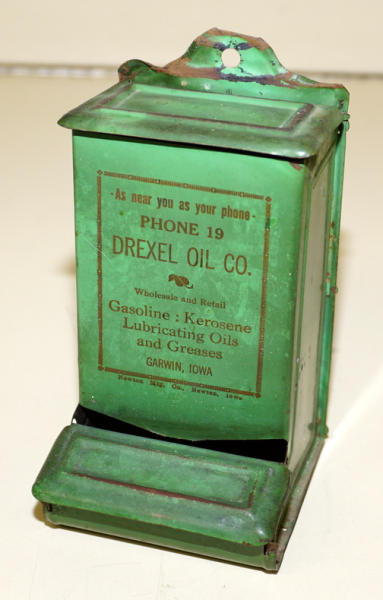 - As near you as your phone -
PHONE 19
DREXEL OIL CO.
Wholesale and Retail
Gasoline : Kerosene
Lubricating Oils
and Greases
GARWIN, IOWA
Newton Mfg. Co., Newton, Iowa